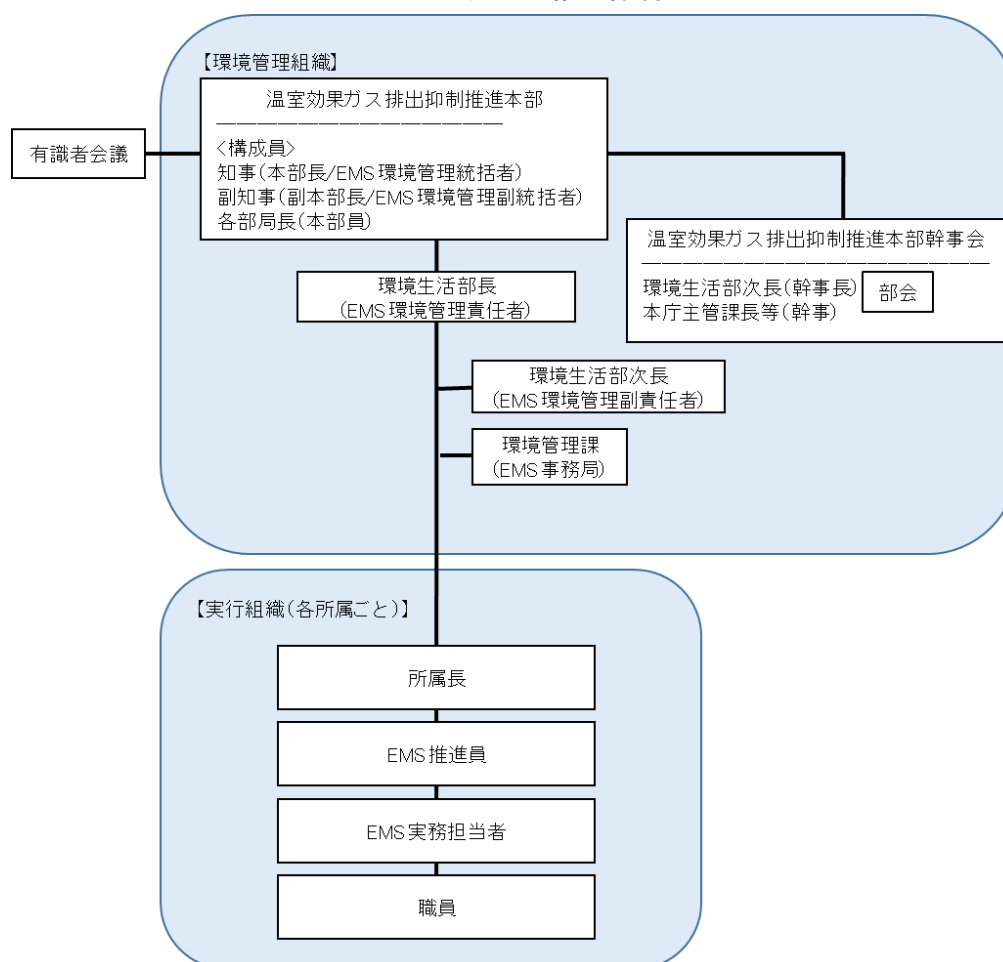 【環境管理組織】
温室効果ガス排出抑制推進本部
――――――――――――――
<構成員>
知事(本部長/EMS環境管理統括者)
副知事(副本部長/EMS環境管理副統括者)
各部局長(本部員)
有識者会議
温室効果ガス排出抑制推進本部幹事会
―――――――――――――――――
環境生活部次長(幹事長)
本庁主管課長等(幹事)
部会
環境生活部長
(EMS環境管理責任者)
環境生活部次長
(EMS環境管理副責任者)
環境管理課
(EMS事務局)
【実行組織(各所属ごと)】
所属長
EMS推進員
EMS実務担当者
職員